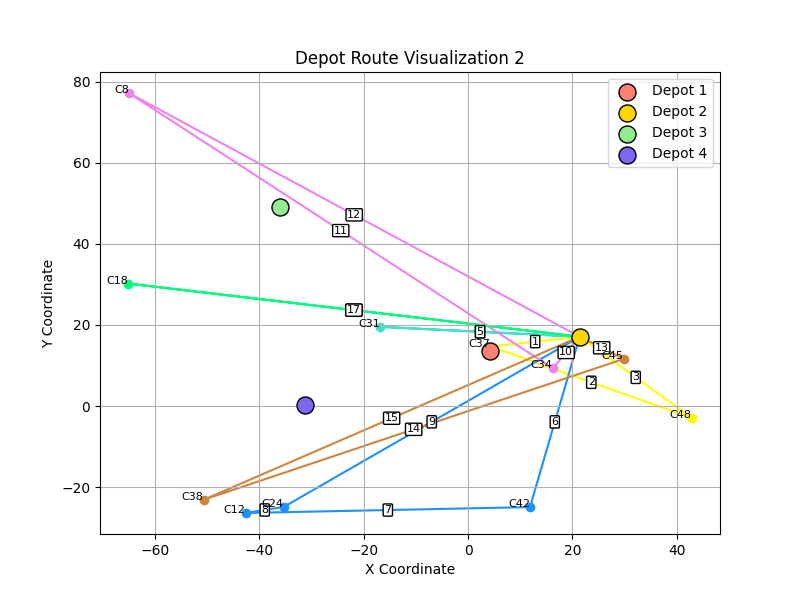 Depot Route Visualization 2
Depot 1
Depot 2
Depot 3
Depot 4
80
60
40
20
0
−20
Y Coordinate
C8
12
11
C18
17
C31
5
C37
1
10
13
C45
C34
2
3
C48
15
14
9
6
C38
C12
8
C24
7
C42
−60
−40
−20
0
20
40
X Coordinate